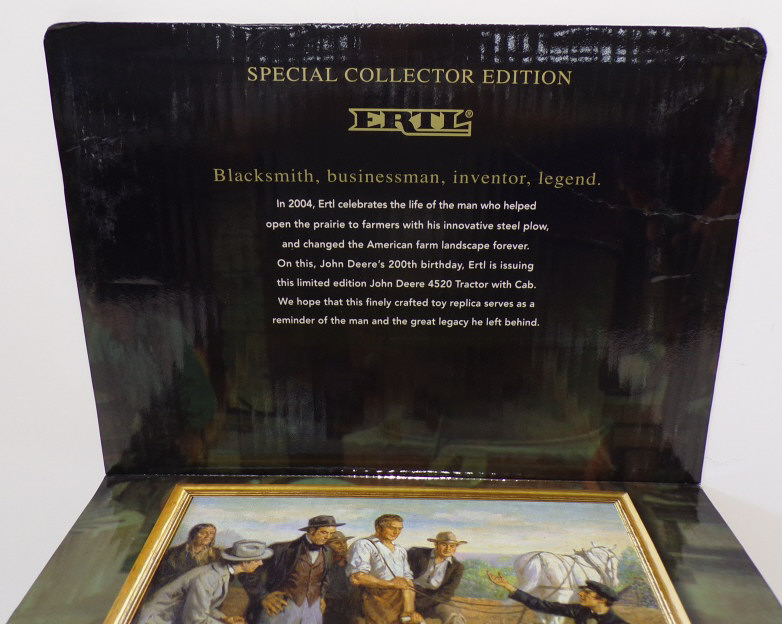 SPECIAL COLLECTOR EDITION
ERTL®
Blacksmith, businessman, inventor, legend.
In 2004, Ertl celebrates the life of the man who helped
open the prairie to farmers with his innovative steel plow,
and changed the American farm landscape forever.
On this, John Deere's 200th birthday, Ertl is issuing
this limited edition John Deere 4520 Tractor with Cab.
We hope that this finely crafted toy replica serves as a
reminder of the man and the great legacy he left behind.